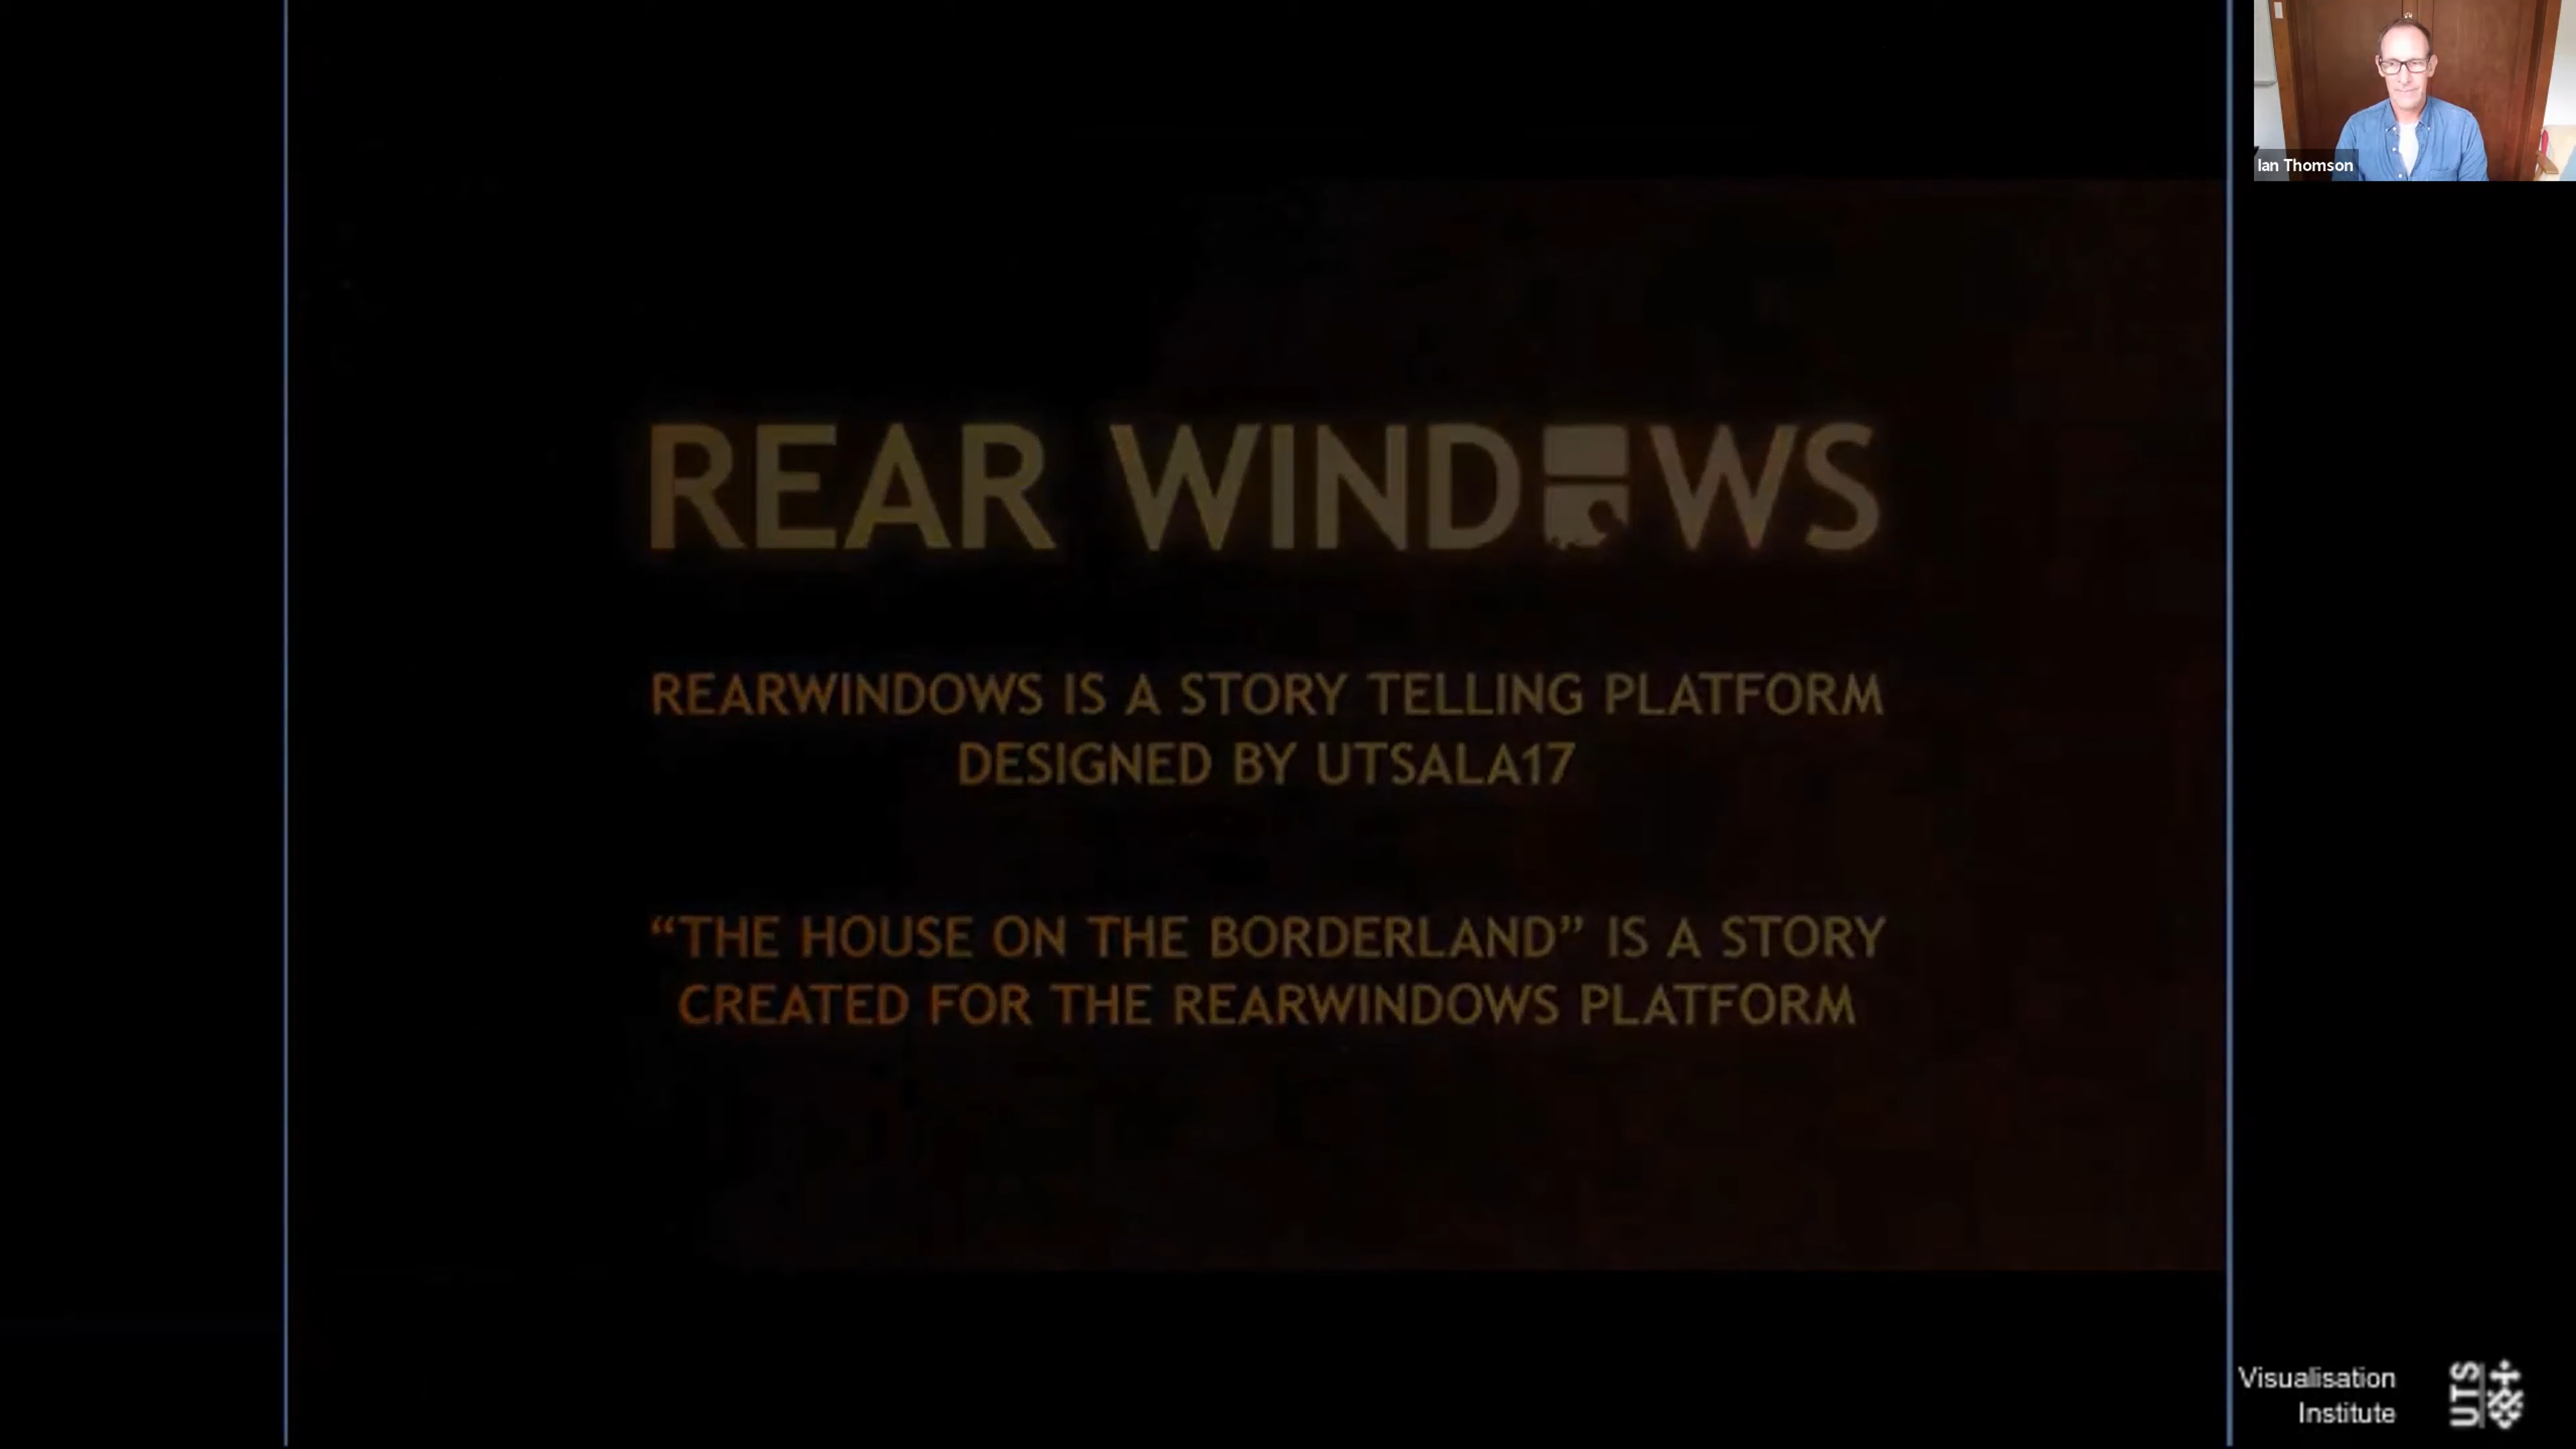 Ian Thomson
REAR WINDOWS
REARWINDOWS IS A STORY TELLING PLATFORM
DESIGNED BY UTSALA17
“THE HOUSE ON THE BORDERLAND” IS A STORY
CREATED FOR THE REARWINDOWS PLATFORM
Visualisation
Institute
UTS